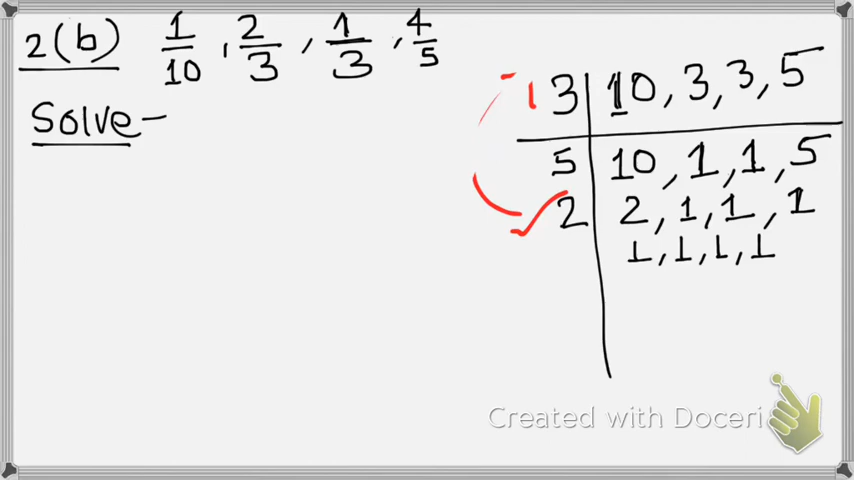 2(b) 1/10, 2/3, 1/3, 4/5
Solve-
3 | 10, 3, 3, 5
5 | 10, 1, 1, 5
2 | 2, 1, 1, 1
1, 1, 1, 1
Created with Doceri